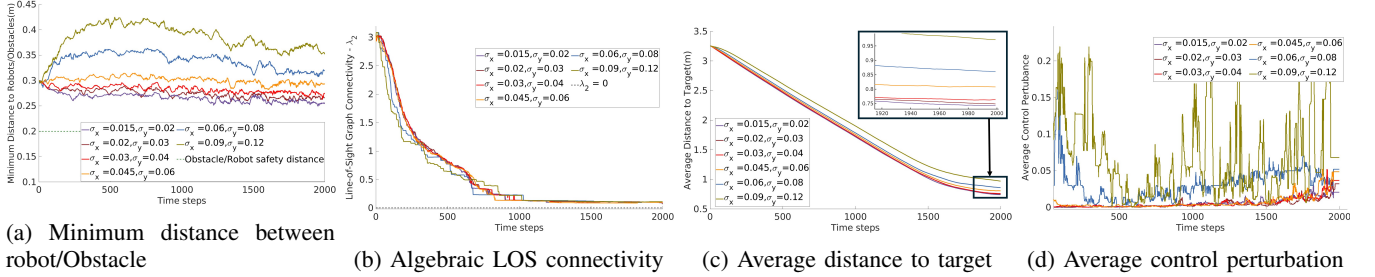 Minimum Distance to Robots/Obstacles(m)
0.45
0.4
0.35
0.3
0.25
0.2
0.15
0.1
0
500
1000
1500
2000
Time steps
σx=0.015,σy=0.02
σx=0.02,σy=0.03
σx=0.03,σy=0.04
σx=0.045,σy=0.06
σx=0.06,σy=0.08
σx=0.09,σy=0.12
Obstacle/Robot safety distance
(a) Minimum distance between
robot/Obstacle
Line-of-Sight Graph Connectivity - λ2
3.5
3
2.5
2
1.5
1
0.5
0
0
500
1000
1500
2000
Time steps
σx=0.015,σy=0.02
σx=0.02,σy=0.03
σx=0.03,σy=0.04
σx=0.045,σy=0.06
σx=0.06,σy=0.08
σx=0.09,σy=0.12
λ2 = 0
(b) Algebraic LOS connectivity
Average Distance to Target(m)
3.5
3
2.5
2
1.5
1
0.5
0
500
1000
1500
2000
Time steps
0.95
0.9
0.85
0.8
0.75
1920
1940
1960
1980
2000
σx=0.015,σy=0.02
σx=0.02,σy=0.03
σx=0.03,σy=0.04
σx=0.045,σy=0.06
σx=0.06,σy=0.08
σx=0.09,σy=0.12
(c) Average distance to target
Average Control Perturbance
0.2
0.15
0.1
0.05
0
500
1000
1500
2000
Time steps
σx=0.015,σy=0.02
σx=0.02,σy=0.03
σx=0.03,σy=0.04
σx=0.045,σy=0.06
σx=0.06,σy=0.08
σx=0.09,σy=0.12
(d) Average control perturbation